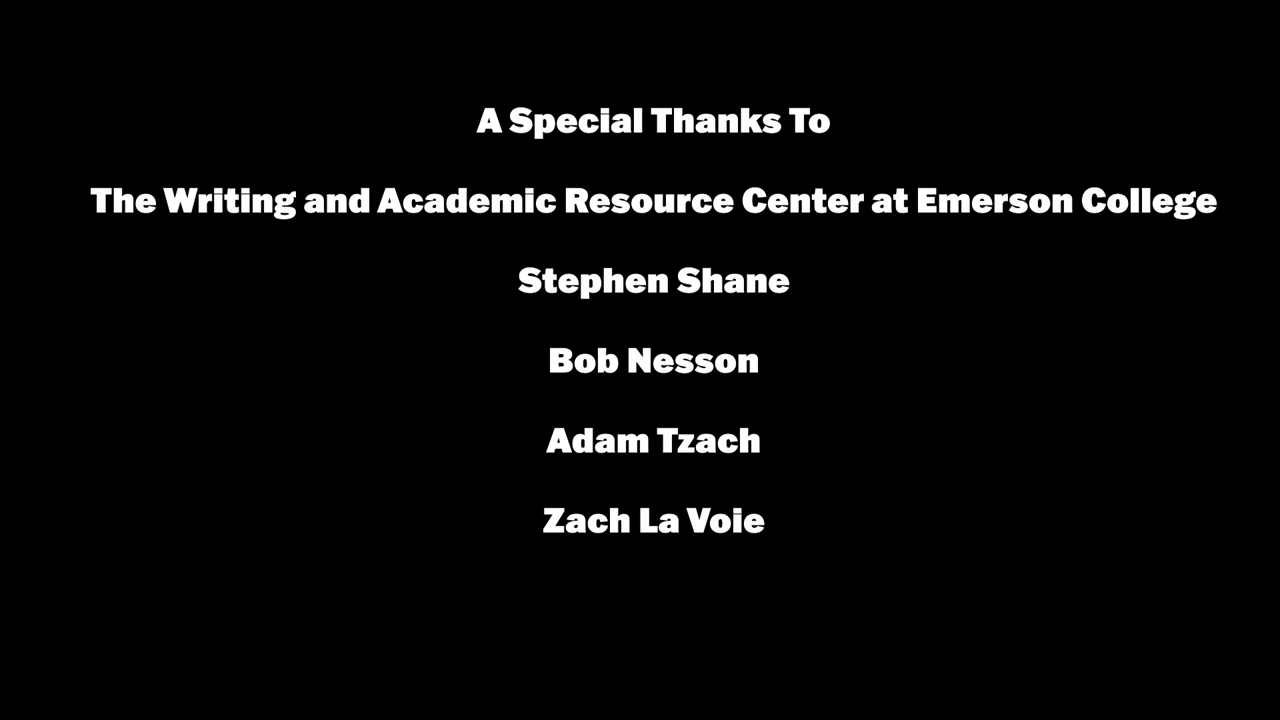 A Special Thanks To
The Writing and Academic Resource Center at Emerson College
Stephen Shane
Bob Nesson
Adam Tzach
Zach La Voie